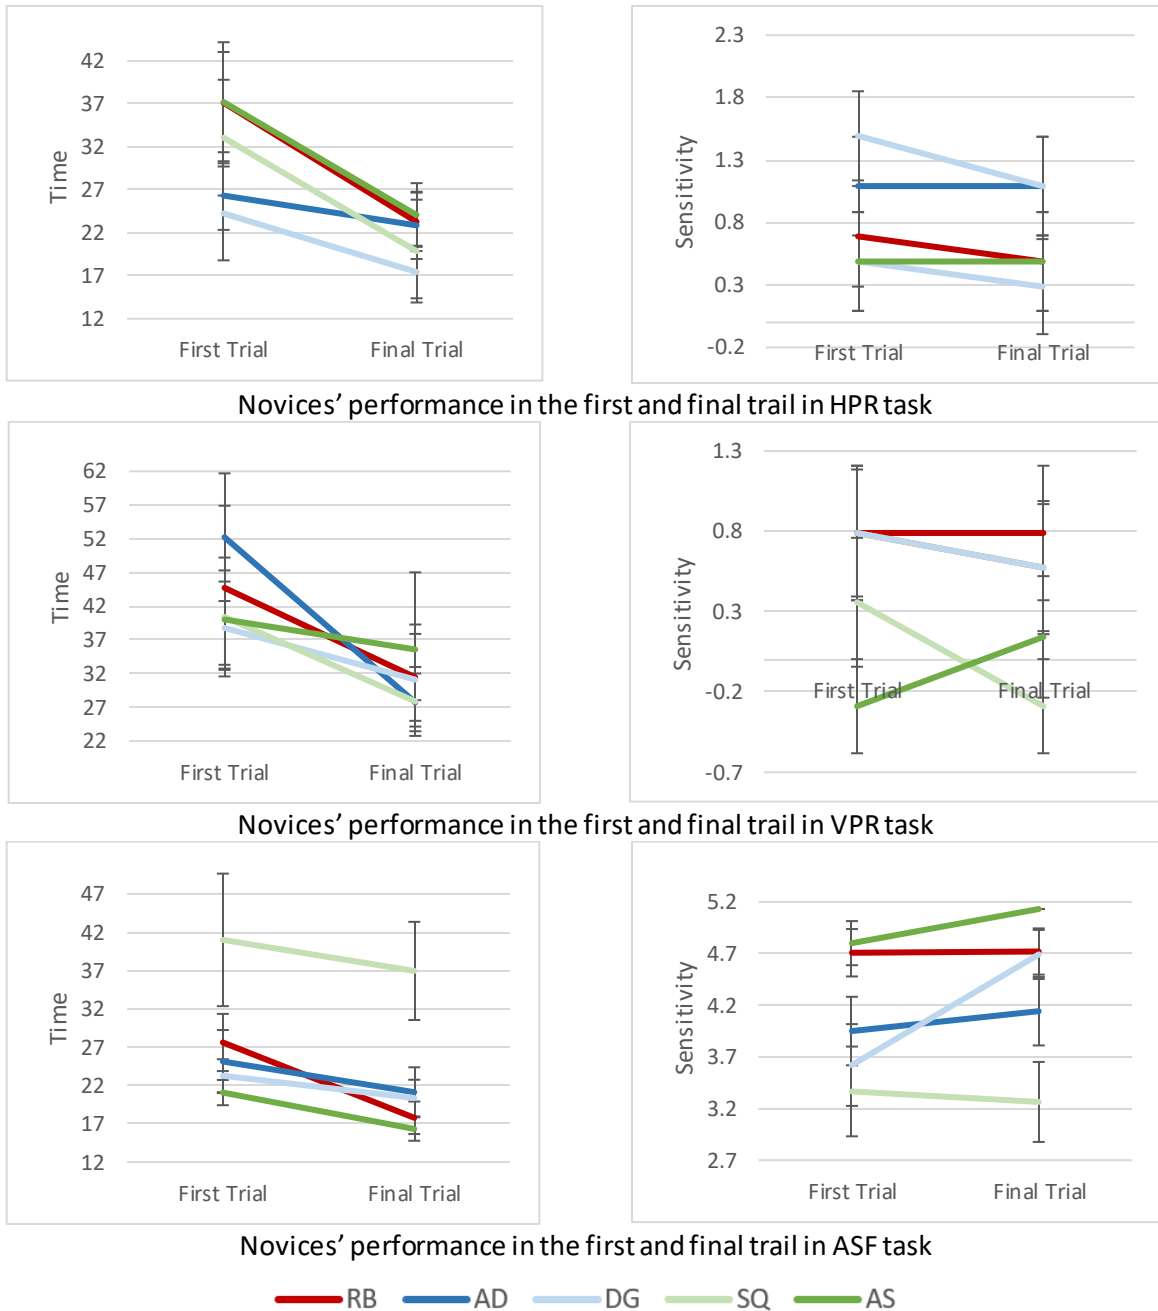 42
37
32
27
22
17
12
Time
First Trial Final Trial
2.3
1.8
1.3
0.8
0.3
-0.2
Sensitivity
First Trial Final Trial
Novices' performance in the first and final trail in HPR task
62
57
52
47
42
37
32
27
22
Time
First Trial Final Trial
1.3
0.8
0.3
-0.2
-0.7
Sensitivity
First Trial Final Trial
Novices' performance in the first and final trail in VPR task
47
42
37
32
27
22
17
12
Time
First Trial Final Trial
5.2
4.7
4.2
3.7
3.2
2.7
Sensitivity
First Trial Final Trial
Novices' performance in the first and final trail in ASF task
RB AD DG SQ AS